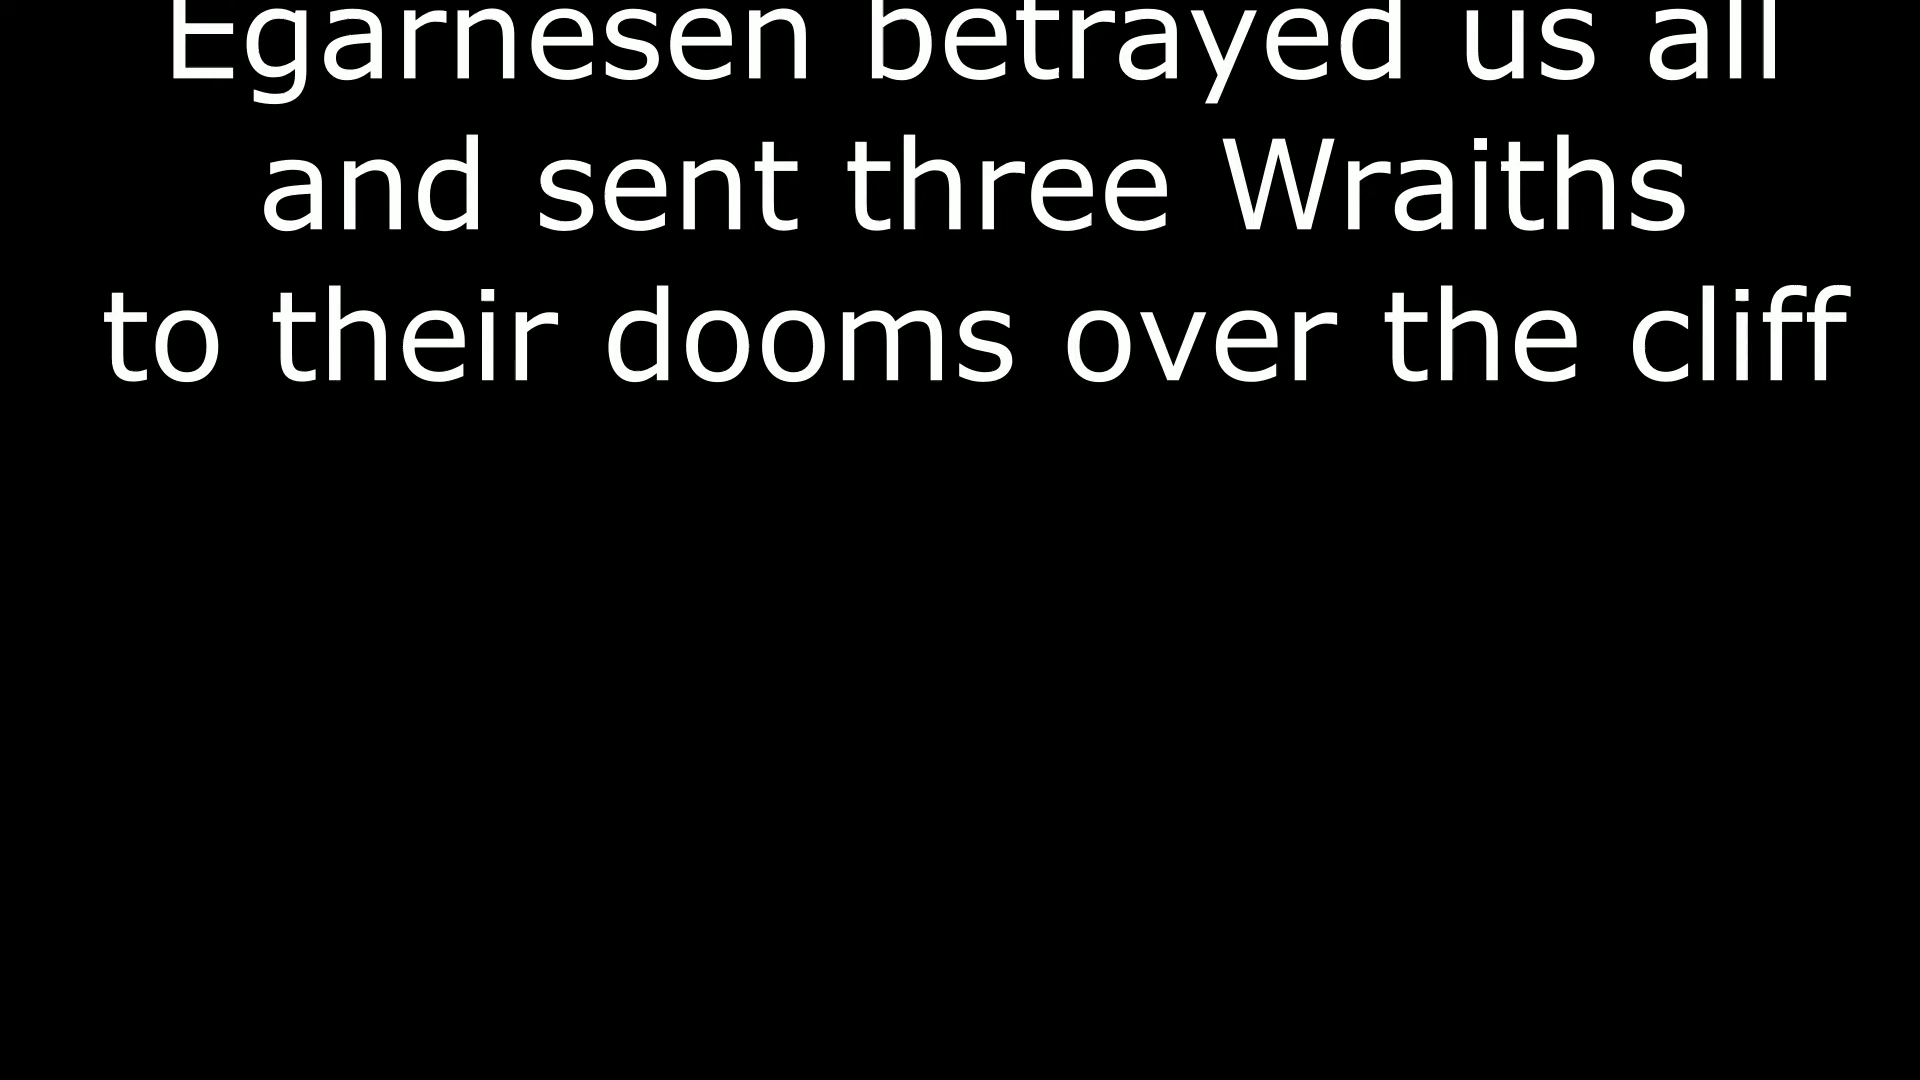 Egarnesen betrayed us all
and sent three Wraiths
to their dooms over the cliff